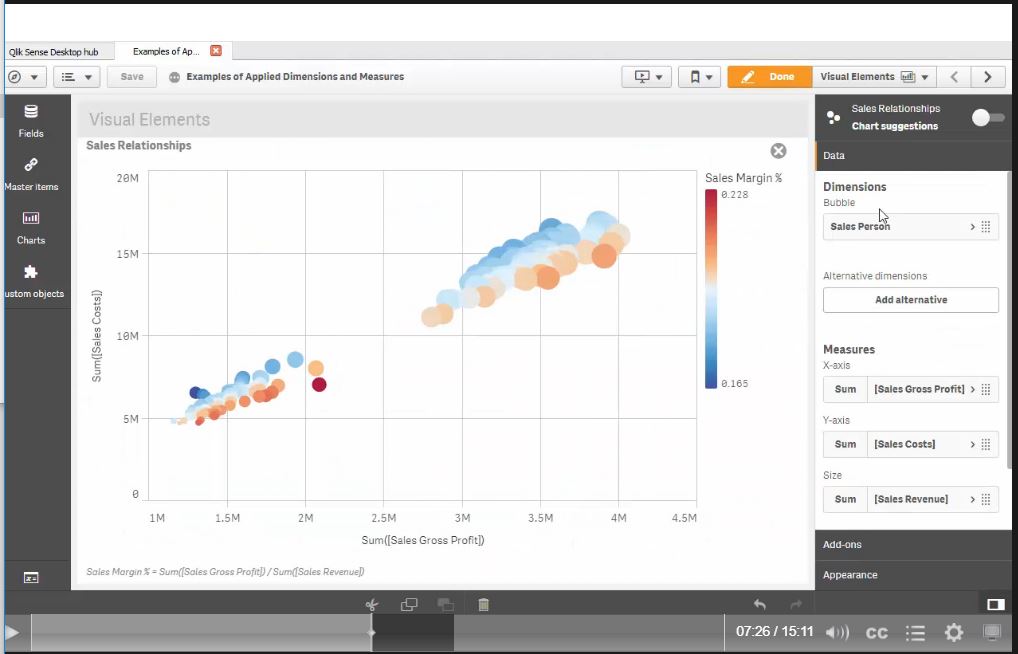 Qlik Sense Desktop hub
Examples of Ap...
Save
Examples of Applied Dimensions and Measures
Done
Visual Elements
Fields
Master items
Charts
ustom objects
Visual Elements
Sales Relationships
20M
15M
10M
5M
0
Sum([Sales Costs])
1M 1.5M 2M 2.5M 3M 3.5M 4M 4.5M
Sum([Sales Gross Profit])
Sales Margin %
0.228
0.165
Sales Margin % = Sum([Sales Gross Profit]) / Sum([Sales Revenue])
Sales Relationships
Chart suggestions
Data
Dimensions
Bubble
Sales Person
Alternative dimensions
Add alternative
Measures
X-axis
Sum [Sales Gross Profit]
Y-axis
Sum [Sales Costs]
Size
Sum [Sales Revenue]
Add-ons
Appearance
07:26 / 15:11
CC